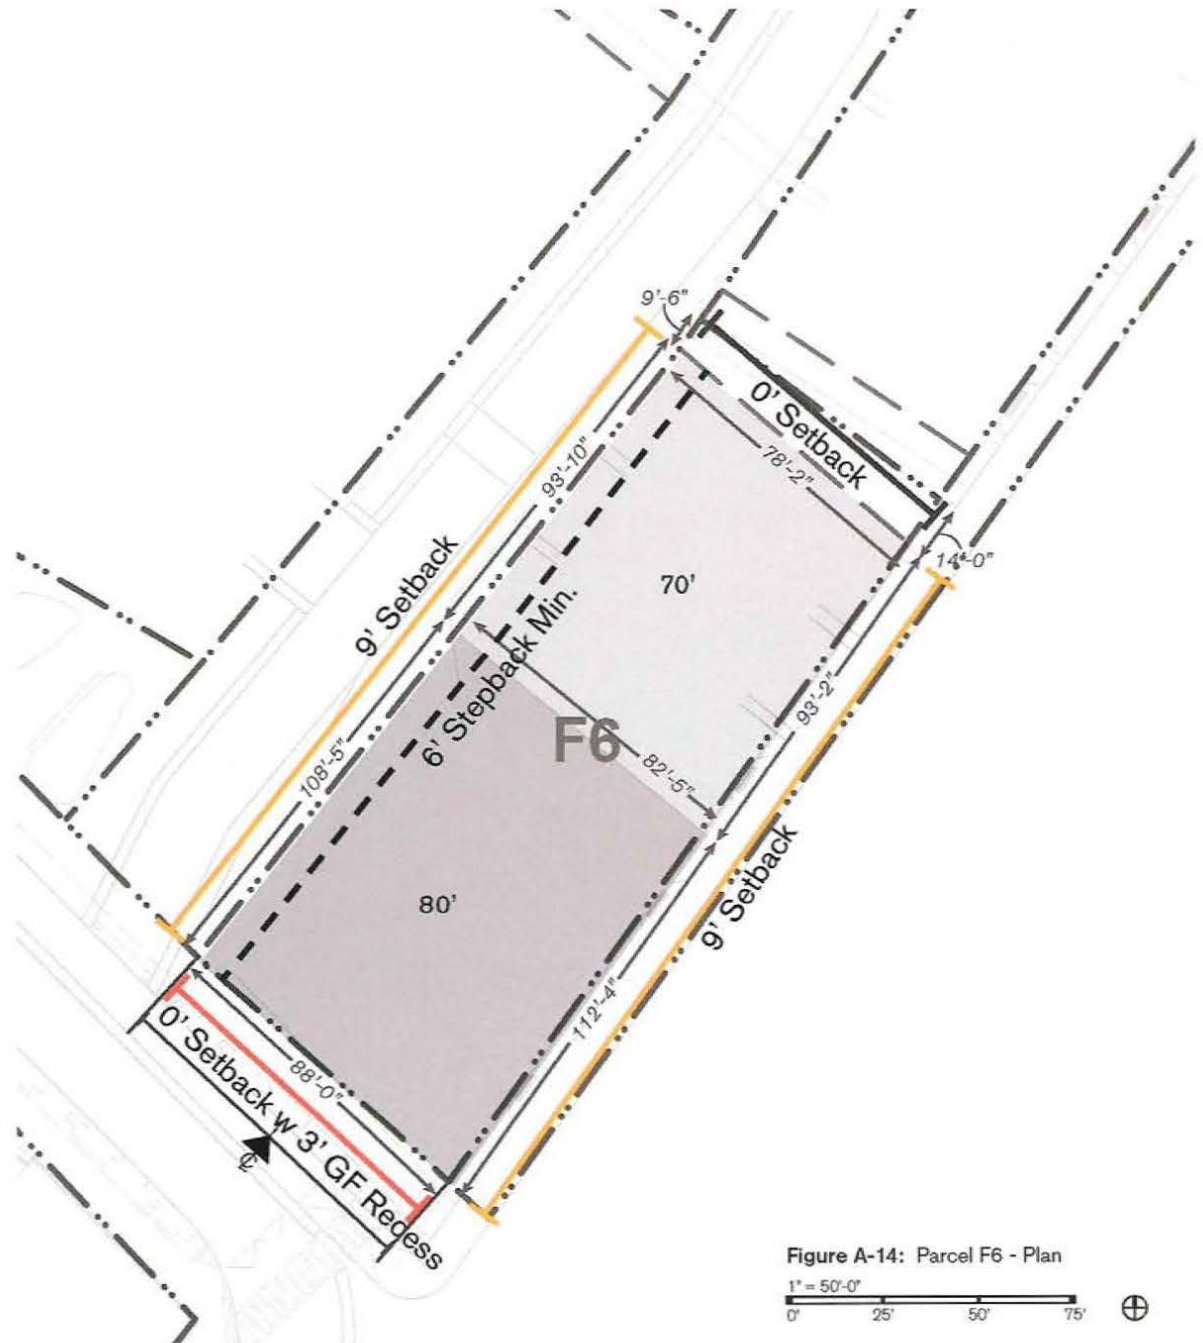 9'-6"
0' Setback
78'-2"
93'-10"
14'-0"
9' Setback
70'
6' Stepback Min.
93'-2"
F6
82'-5"
108'-5"
9' Setback
80'
112'-4"
88'-0"
0' Setback w 3' GF Recess
℄
Figure A-14: Parcel F6 - Plan
1" = 50'-0"
0' 25' 50' 75'